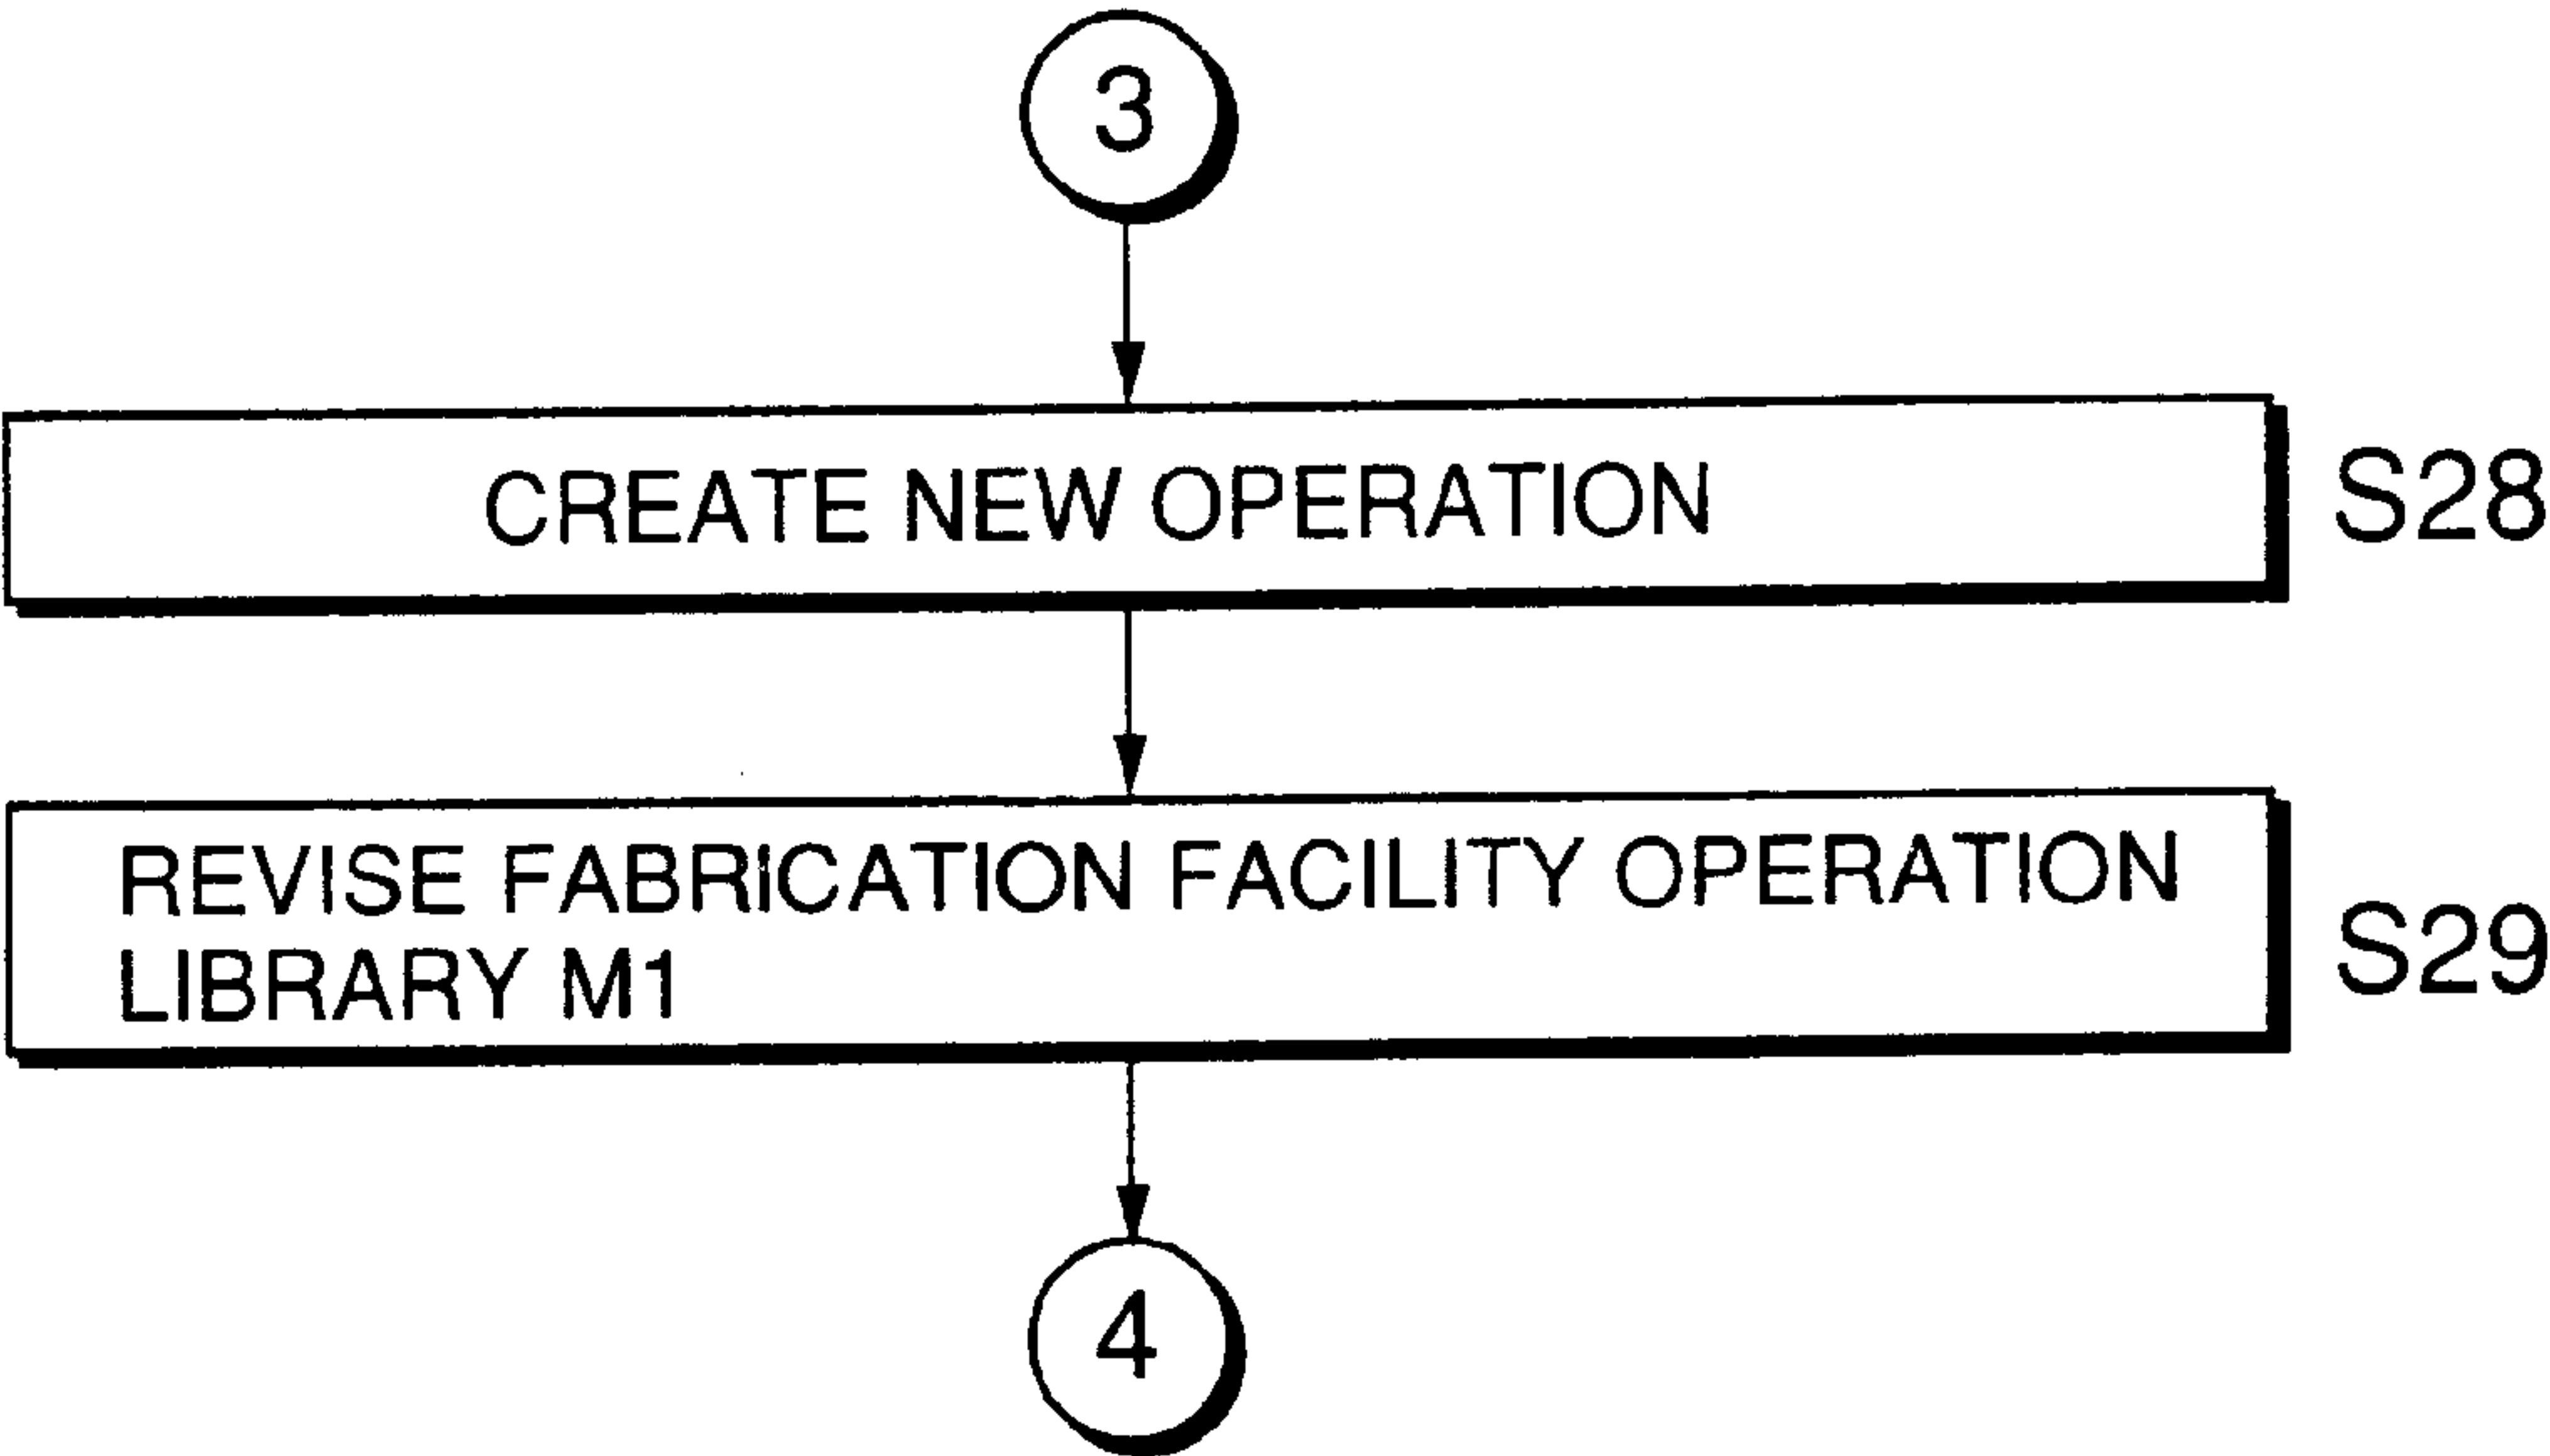 3
CREATE NEW OPERATION
S28
REVISE FABRICATION FACILITY OPERATION
LIBRARY M1
S29
4